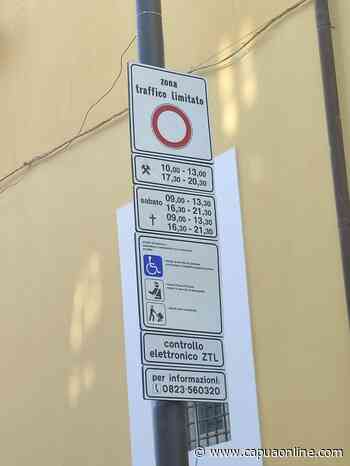 zona
traffico limitato
10,00 - 13,00
17,30 - 20,30
sabato 09,00 - 13,30
16,30 - 21,30
09,00 - 13,30
16,30 - 21,30
controllo
elettronico ZTL
per informazioni:
0823-560320
www.capuaonline.com